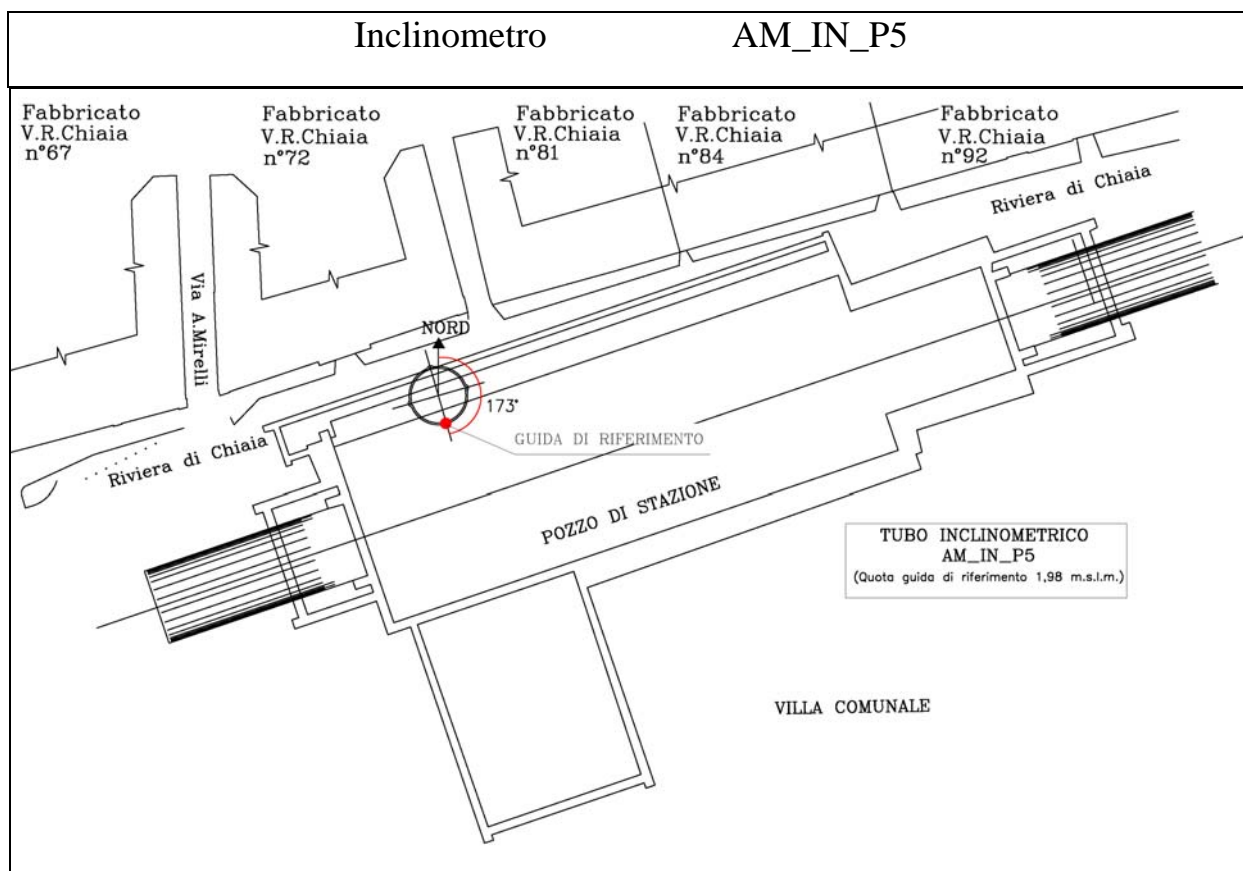 Inclinometro AM_IN_P5
Fabbricato
V.R.Chiaia
n°67
Fabbricato
V.R.Chiaia
n°72
Fabbricato
V.R.Chiaia
n°81
Fabbricato
V.R.Chiaia
n°84
Fabbricato
V.R.Chiaia
n°92
Riviera di Chiaia
Via A.Mirelli
NORD
173°
GUIDA DI RIFERIMENTO
Riviera di Chiaia
POZZO DI STAZIONE
TUBO INCLINOMETRICO
AM_IN_P5
(Quota guida di riferimento 1,98 m.s.l.m.)
VILLA COMUNALE